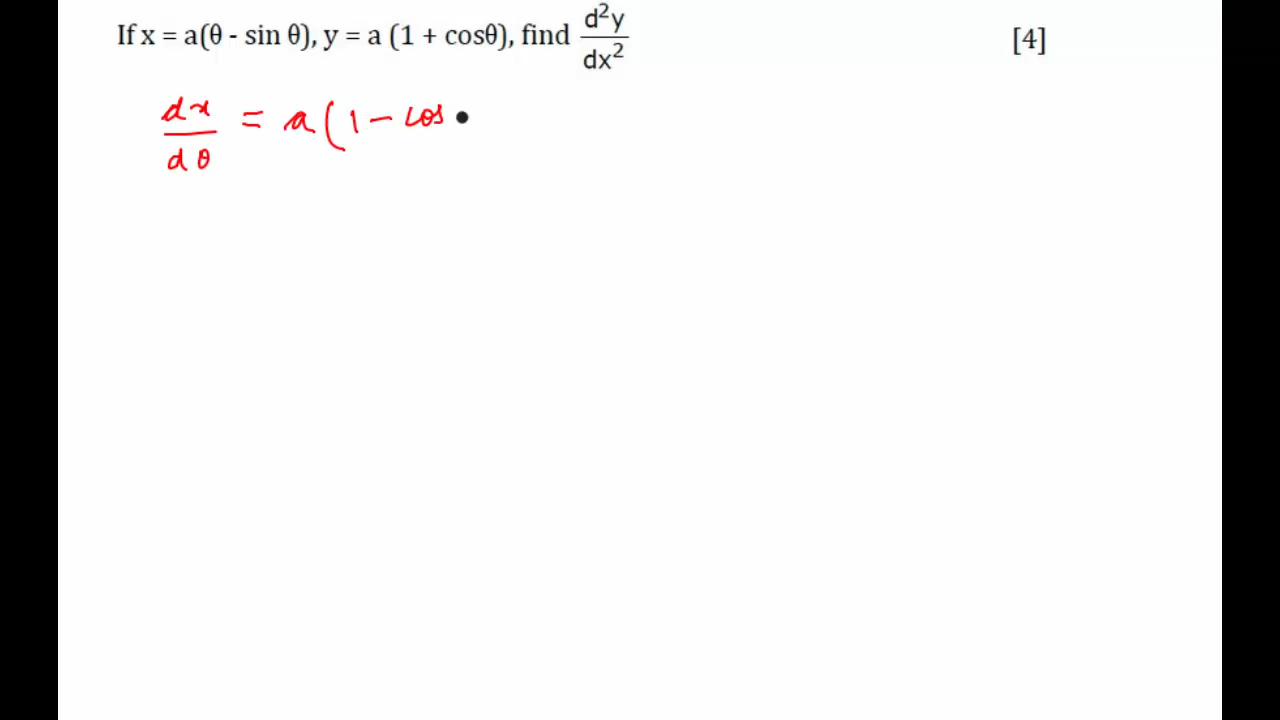 If x = a(θ - sin θ), y = a (1 + cosθ), find d²y/dx² [4]
dx/dθ = a(1 - cos